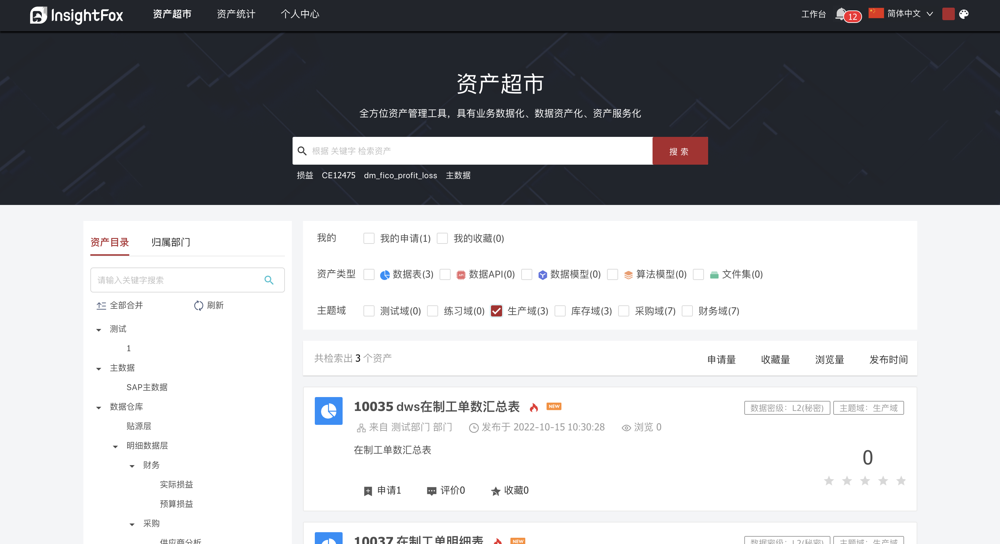 InsightFox 资产超市 资产统计 个人中心 工作台 12 简体中文
资产超市
全方位资产管理工具，具有业务数据化、数据资产化、资产服务化
根据 关键字 检索资产 搜 索
损益 CE12475 dm_fico_profit_loss 主数据
资产目录 归属部门
请输入关键字搜索
全部合并 刷新
测试
1
主数据
SAP主数据
数据仓库
贴源层
明细数据层
财务
实际损益
预算损益
采购
供应商分析
我的 我的申请(1) 我的收藏(0)
资产类型 数据表(3) API 数据API(0) 数据模型(0) 算法模型(0) 文件集(0)
主题域 测试域(0) 练习域(0) 生产域(3) 库存域(3) 采购域(7) 财务域(7)
共检索出 3 个资产 申请量 收藏量 浏览量 发布时间
10035 dws在制工单数汇总表 NEW 数据密级：L2(秘密) 主题域：生产域
来自 测试部门 部门 发布于 2022-10-15 10:30:28 浏览 0
在制工单数汇总表
0
申请1 评价0 收藏0
10037 在制工单明细表 NEW 数据密级：L2(秘密) 主题域：生产域